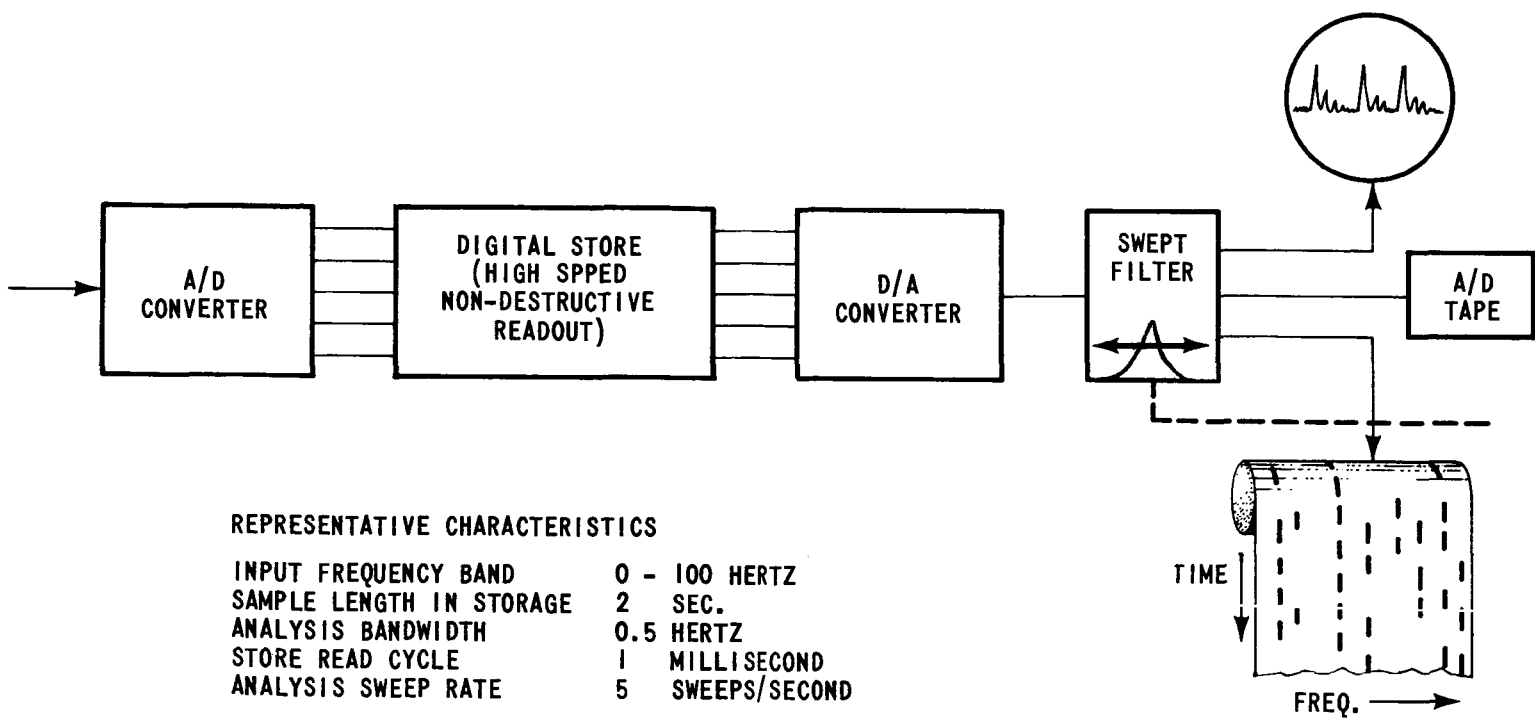 A/D
CONVERTER
DIGITAL STORE
(HIGH SPPED
NON-DESTRUCTIVE
READOUT)
D/A
CONVERTER
SWEPT
FILTER
A/D
TAPE
TIME
FREQ.
REPRESENTATIVE CHARACTERISTICS
INPUT FREQUENCY BAND 0 - 100 HERTZ
SAMPLE LENGTH IN STORAGE 2 SEC.
ANALYSIS BANDWIDTH 0.5 HERTZ
STORE READ CYCLE 1 MILLISECOND
ANALYSIS SWEEP RATE 5 SWEEPS/SECOND